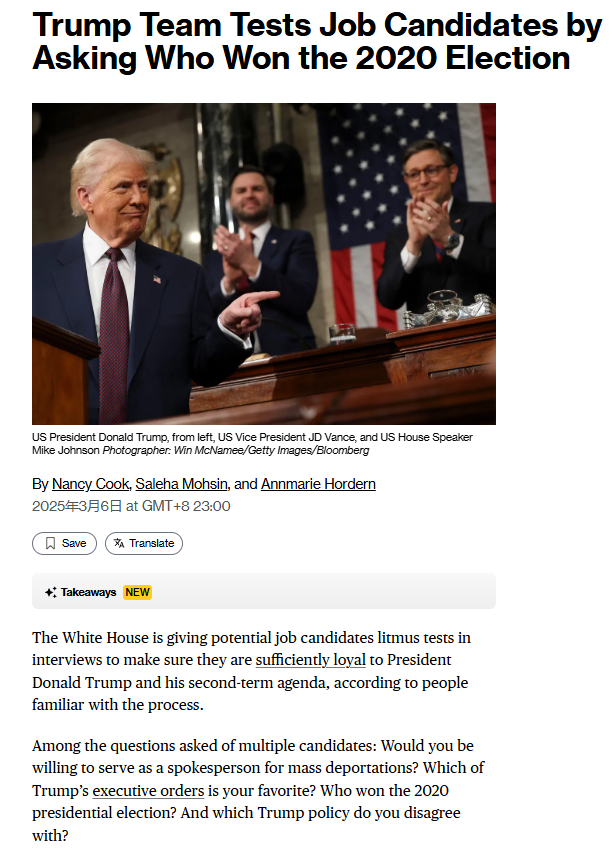 Trump Team Tests Job Candidates by
Asking Who Won the 2020 Election
US President Donald Trump, from left, US Vice President JD Vance, and US House Speaker
Mike Johnson Photographer: Win McNamee/Getty Images/Bloomberg
By Nancy Cook, Saleha Mohsin, and Annmarie Hordern
2025年3月6日 at GMT+8 23:00
Save Translate
Takeaways NEW
The White House is giving potential job candidates litmus tests in
interviews to make sure they are sufficiently loyal to President
Donald Trump and his second-term agenda, according to people
familiar with the process.
Among the questions asked of multiple candidates: Would you be
willing to serve as a spokesperson for mass deportations? Which of
Trump’s executive orders is your favorite? Who won the 2020
presidential election? And which Trump policy do you disagree
with?